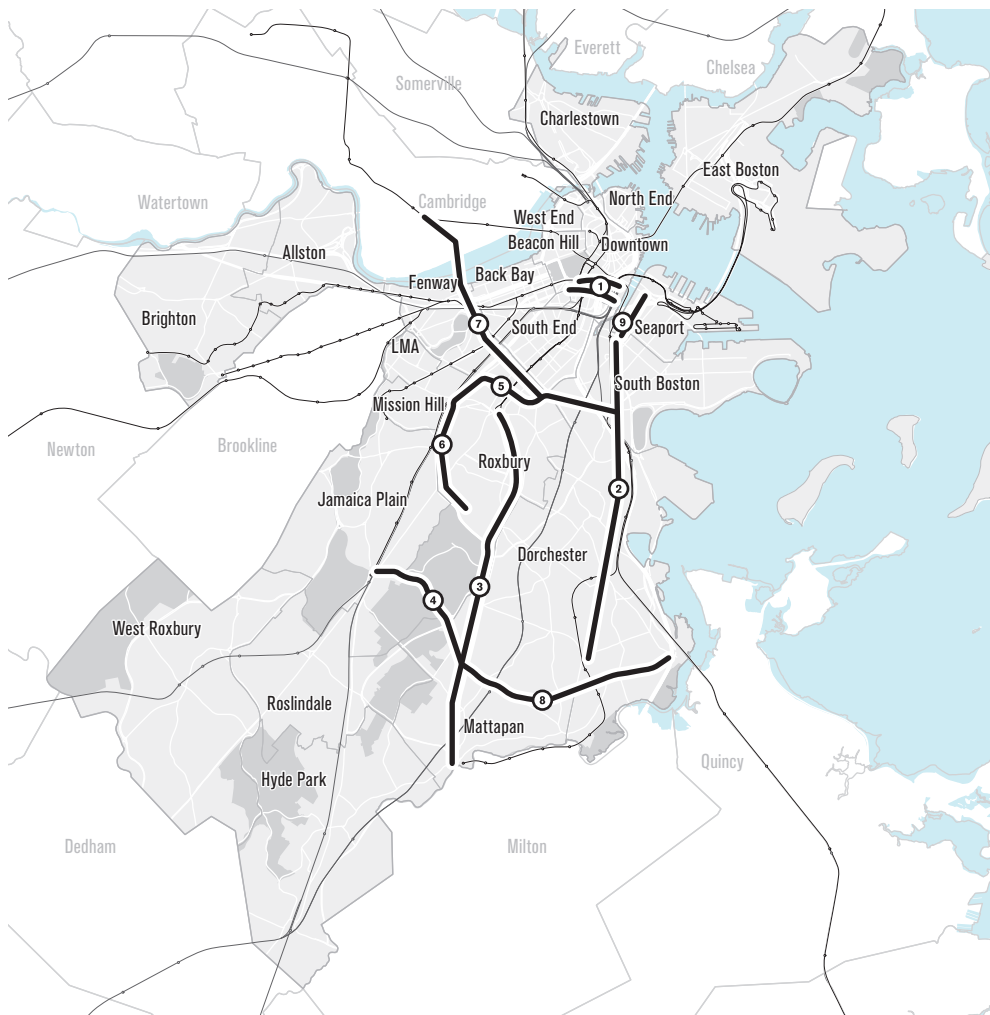 Everett
Chelsea
Somerville
Charlestown
East Boston
Watertown
Cambridge
North End
West End
Beacon Hill
Downtown
Allston
Back Bay
Fenway
1
Brighton
7
South End
9
Seaport
LMA
South Boston
5
Mission Hill
Newton
Brookline
6
Roxbury
2
Jamaica Plain
Dorchester
3
4
West Roxbury
Roslindale
8
Mattapan
Quincy
Hyde Park
Dedham
Milton